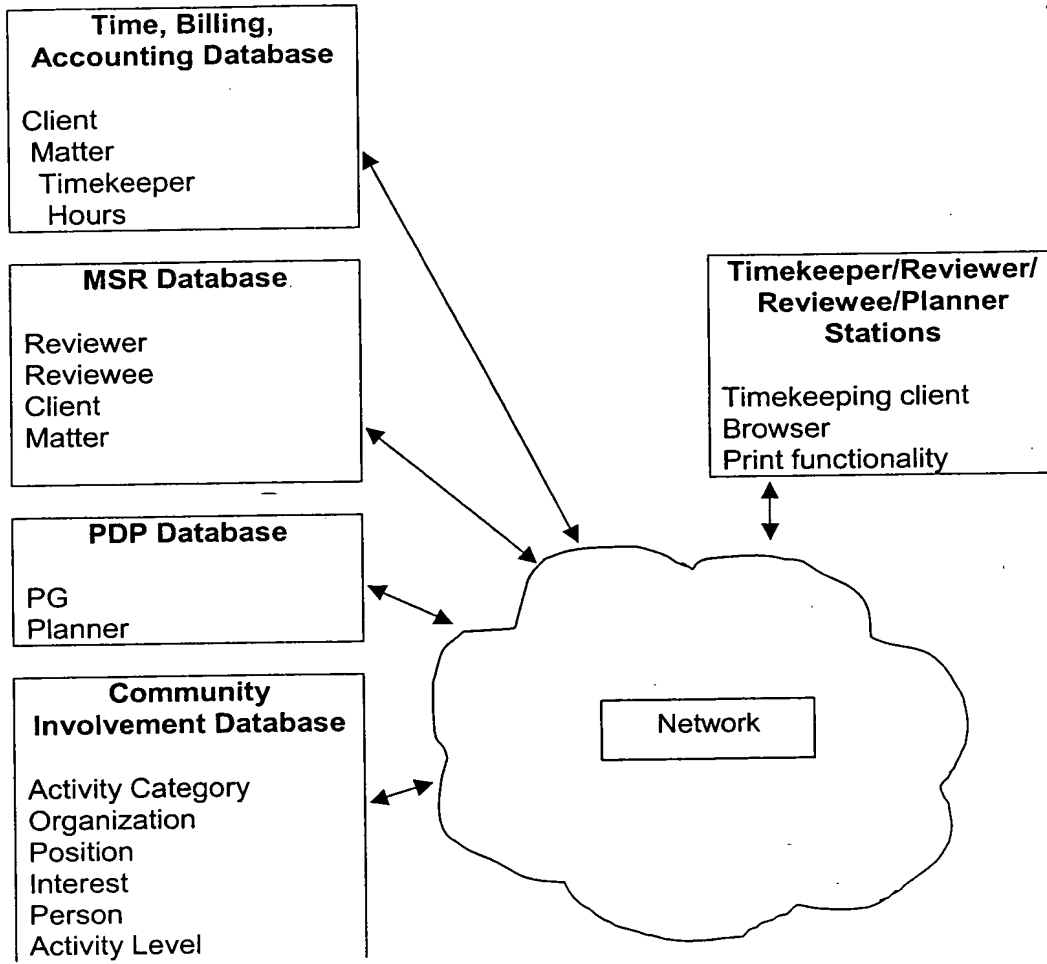 Time, Billing,
Accounting Database
Client
Matter
Timekeeper
Hours
MSR Database
Reviewer
Reviewee
Client
Matter
PDP Database
PG
Planner
Community
Involvement Database
Activity Category
Organization
Position
Interest
Person
Activity Level
Timekeeper/Reviewer/
Reviewee/Planner
Stations
Timekeeping client
Browser
Print functionality
Network